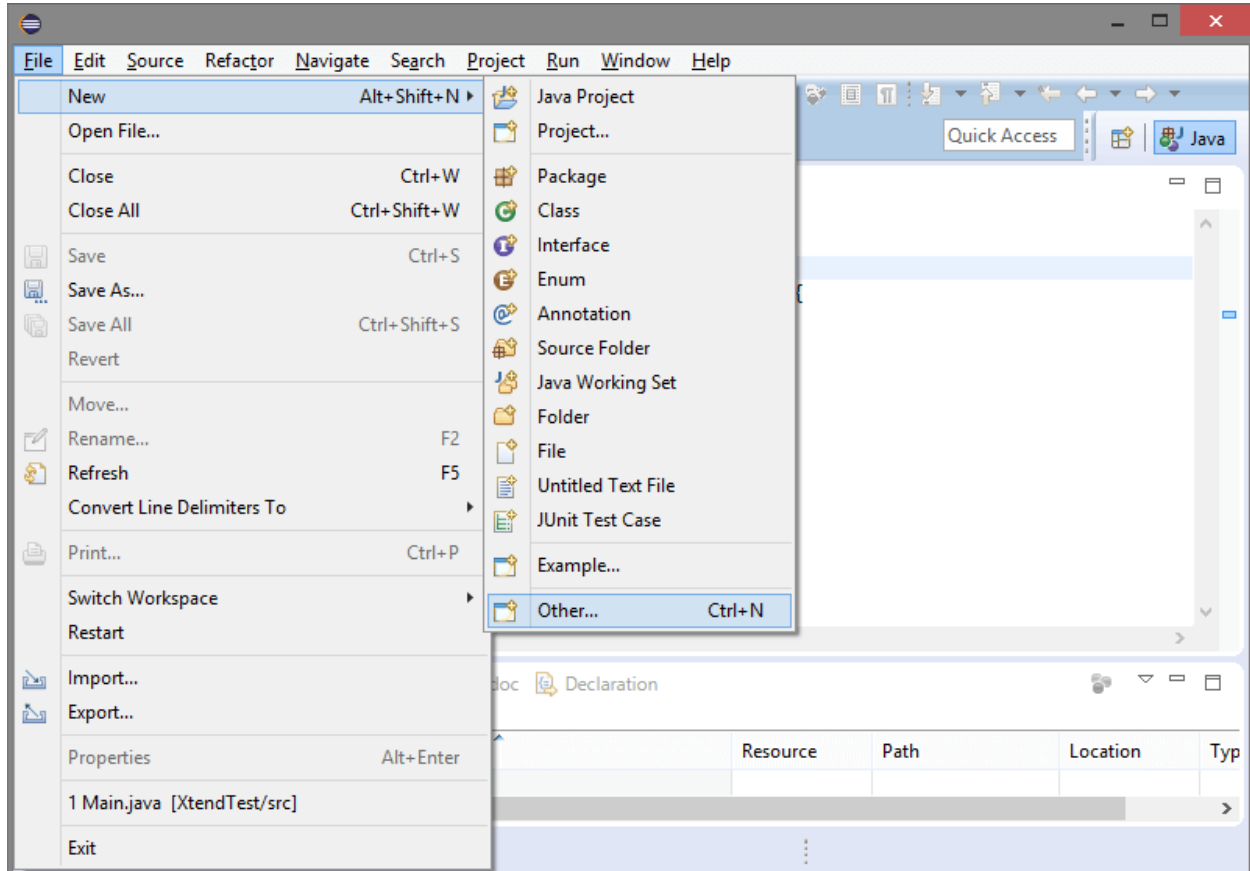 File Edit Source Refactor Navigate Search Project Run Window Help
New Alt+Shift+N
Open File...
Close Ctrl+W
Close All Ctrl+Shift+W
Save Ctrl+S
Save As...
Save All Ctrl+Shift+S
Revert
Move...
Rename... F2
Refresh F5
Convert Line Delimiters To
Print... Ctrl+P
Switch Workspace
Restart
Import...
Export...
Properties Alt+Enter
1 Main.java [XtendTest/src]
Exit
Java Project
Project...
Package
Class
Interface
Enum
Annotation
Source Folder
Java Working Set
Folder
File
Untitled Text File
JUnit Test Case
Example...
Other... Ctrl+N
Quick Access
Java
{
doc Declaration
Resource Path Location Typ